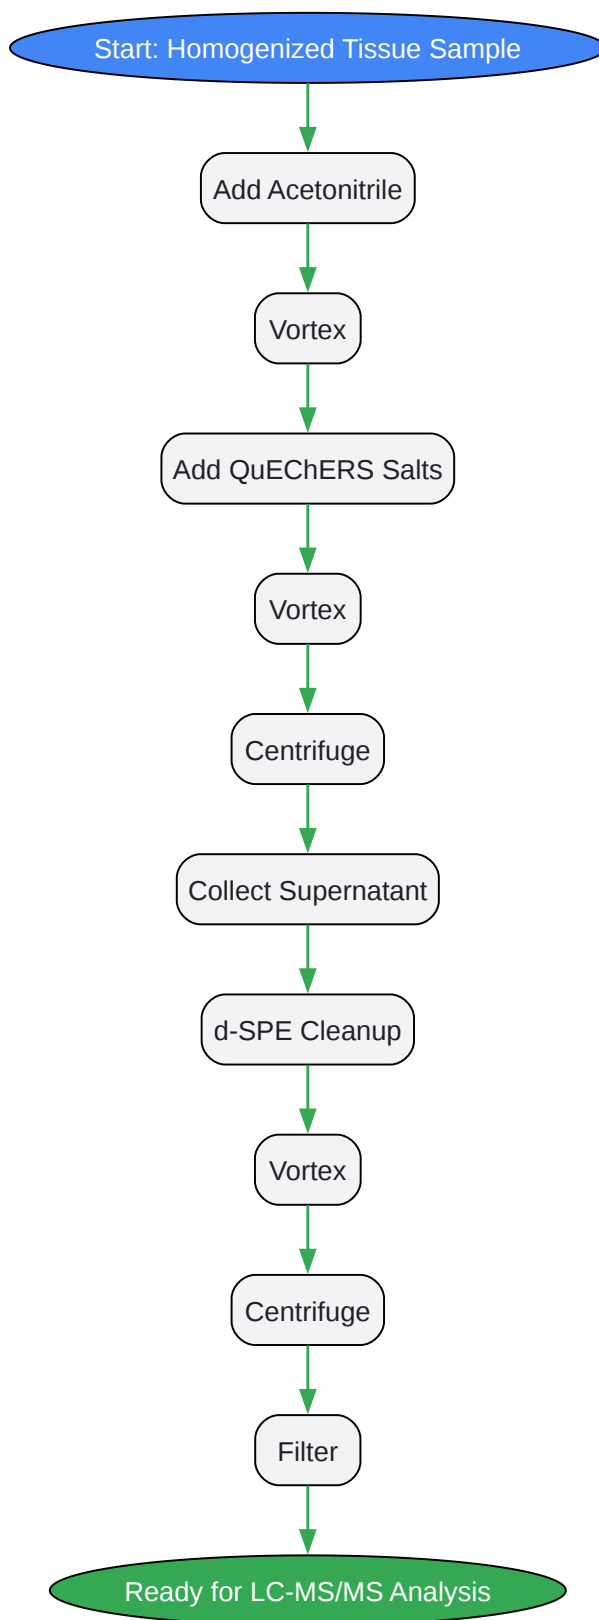 Start: Homogenized Tissue Sample
Add Acetonitrile
Vortex
Add QuEChERS Salts
Vortex
Centrifuge
Collect Supernatant
d-SPE Cleanup
Vortex
Centrifuge
Filter
Ready for LC-MS/MS Analysis